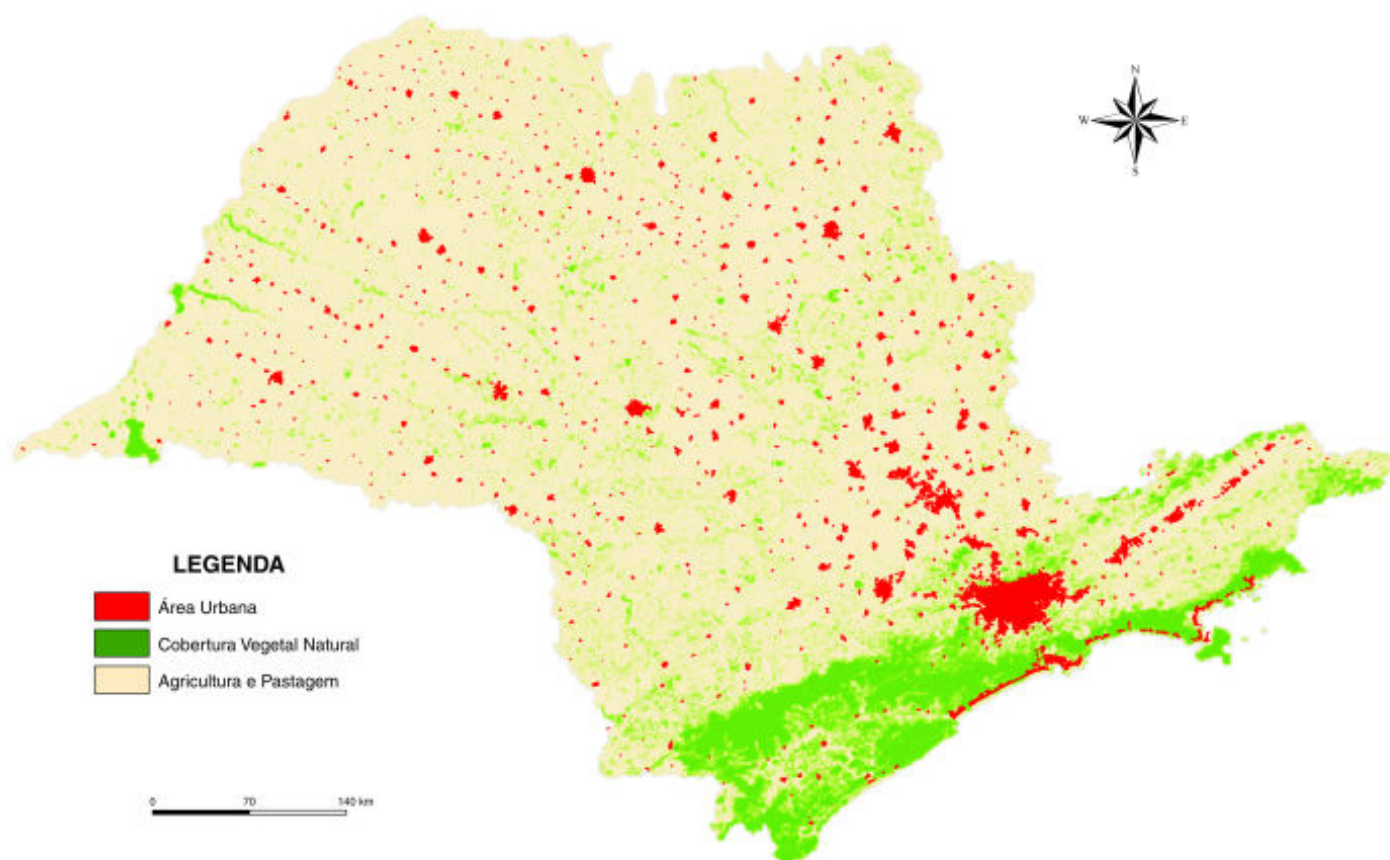 N
W E
S
LEGENDA
Área Urbana
Cobertura Vegetal Natural
Agricultura e Pastagem
0 70 140 km